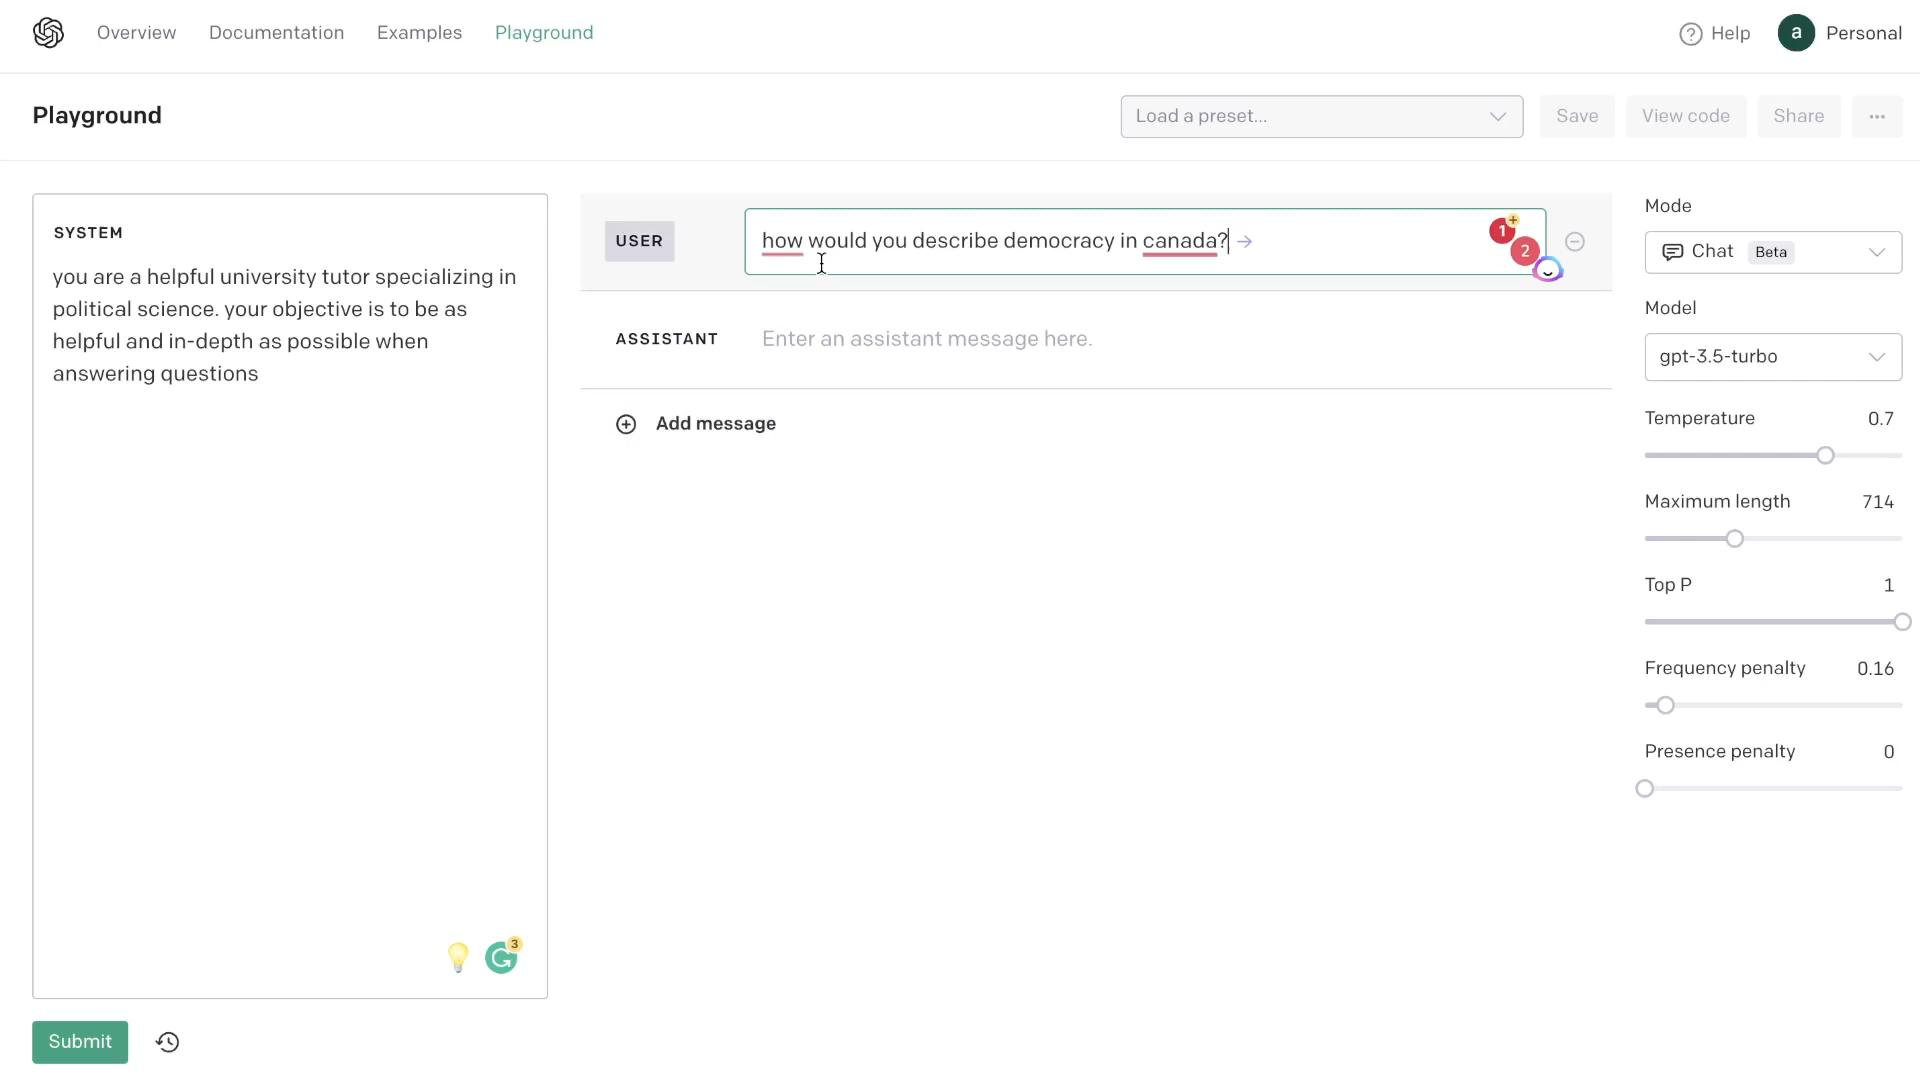 Overview Documentation Examples Playground Help a Personal
Playground
Load a preset... Save View code Share ...
SYSTEM
you are a helpful university tutor specializing in
political science. your objective is to be as
helpful and in-depth as possible when
answering questions
USER
how would you describe democracy in canada?
1
2
ASSISTANT
Enter an assistant message here.
Add message
Mode
Chat Beta
Model
gpt-3.5-turbo
Temperature 0.7
Maximum length 714
Top P 1
Frequency penalty 0.16
Presence penalty 0
3
Submit